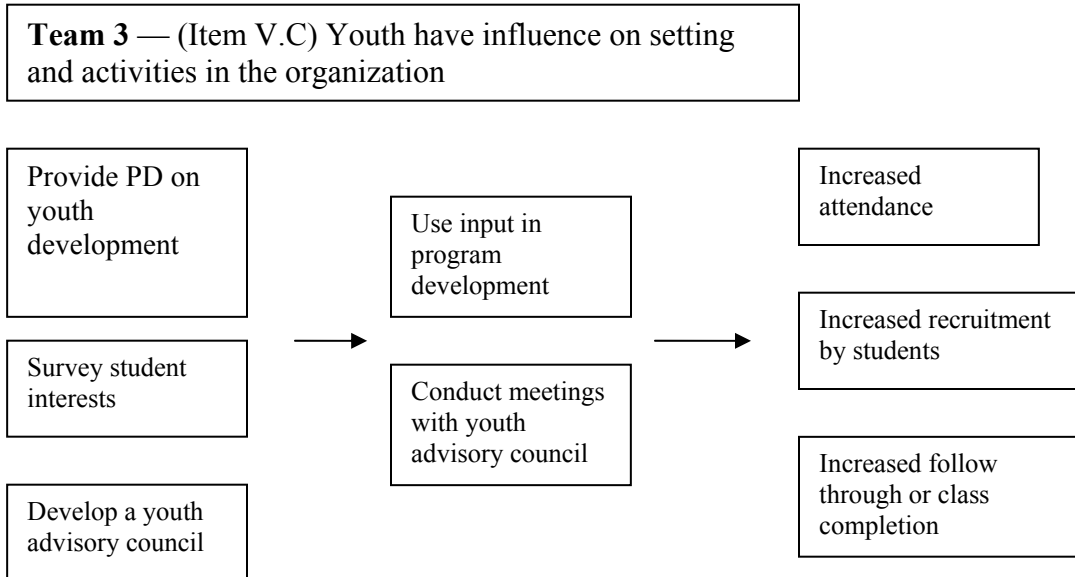 Team 3 — (Item V.C) Youth have influence on setting
and activities in the organization
Provide PD on
youth
development
Survey student
interests
Develop a youth
advisory council
Use input in
program
development
Conduct meetings
with youth
advisory council
Increased
attendance
Increased recruitment
by students
Increased follow
through or class
completion